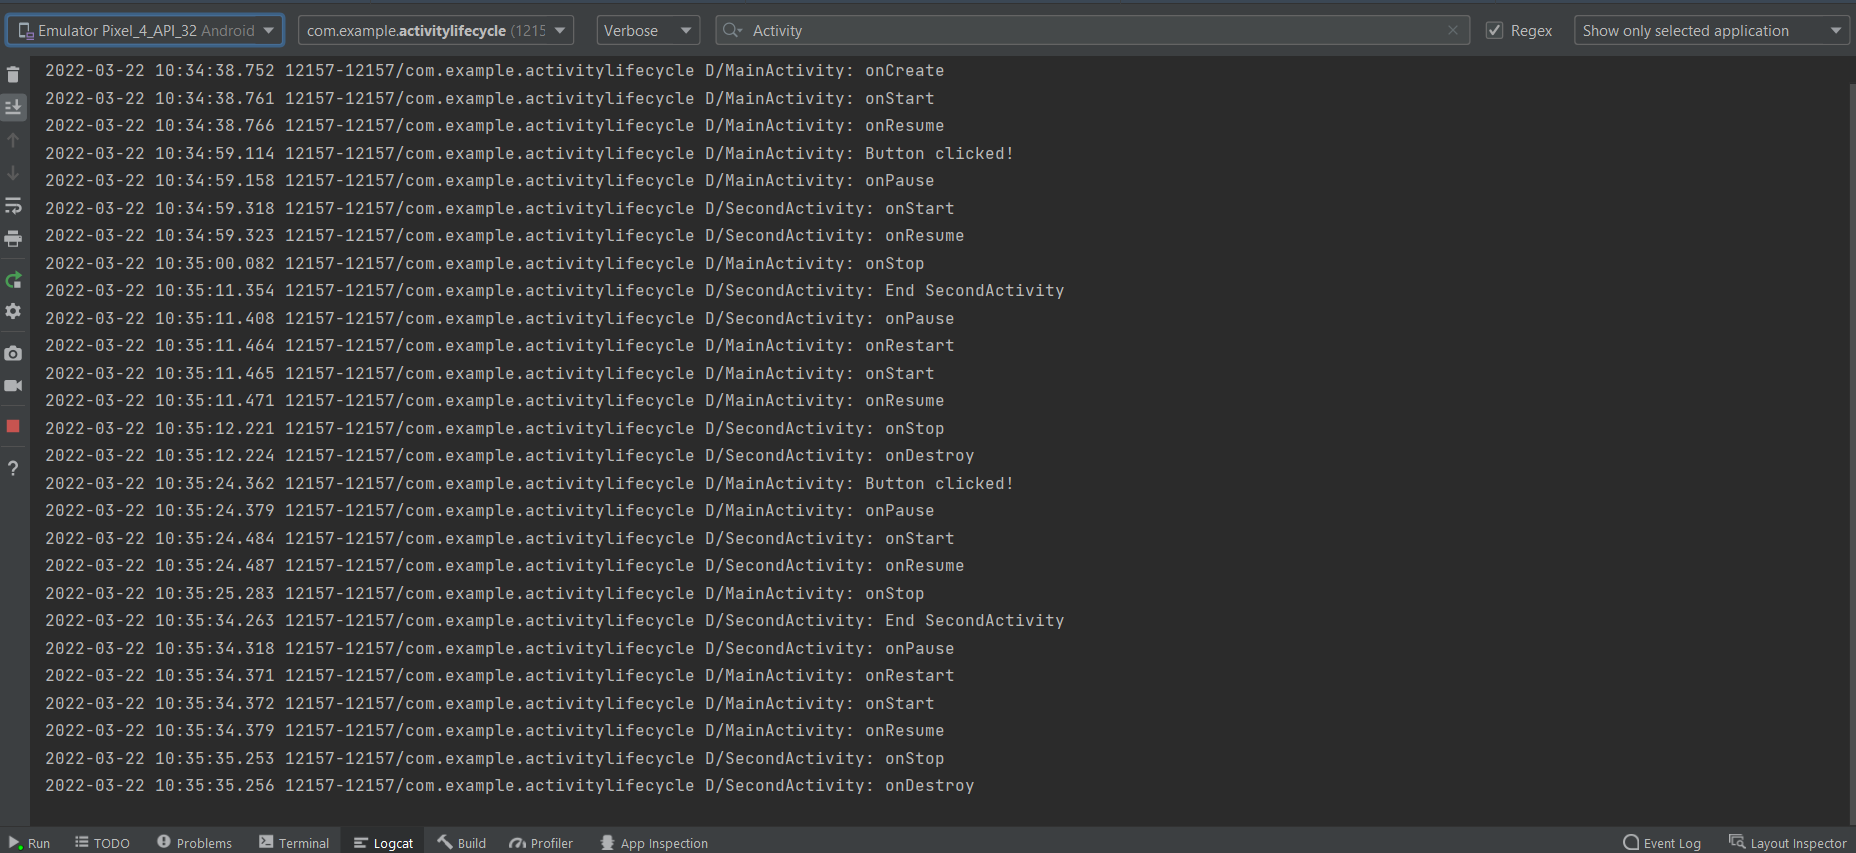 Emulator Pixel_4_API_32 Android com.example.activitylifecycle (1215 Verbose Activity Regex Show only selected application
2022-03-22 10:34:38.752 12157-12157/com.example.activitylifecycle D/MainActivity: onCreate
2022-03-22 10:34:38.761 12157-12157/com.example.activitylifecycle D/MainActivity: onStart
2022-03-22 10:34:38.766 12157-12157/com.example.activitylifecycle D/MainActivity: onResume
2022-03-22 10:34:59.114 12157-12157/com.example.activitylifecycle D/MainActivity: Button clicked!
2022-03-22 10:34:59.158 12157-12157/com.example.activitylifecycle D/MainActivity: onPause
2022-03-22 10:34:59.318 12157-12157/com.example.activitylifecycle D/SecondActivity: onStart
2022-03-22 10:34:59.323 12157-12157/com.example.activitylifecycle D/SecondActivity: onResume
2022-03-22 10:35:00.082 12157-12157/com.example.activitylifecycle D/MainActivity: onStop
2022-03-22 10:35:11.354 12157-12157/com.example.activitylifecycle D/SecondActivity: End SecondActivity
2022-03-22 10:35:11.408 12157-12157/com.example.activitylifecycle D/SecondActivity: onPause
2022-03-22 10:35:11.464 12157-12157/com.example.activitylifecycle D/MainActivity: onRestart
2022-03-22 10:35:11.465 12157-12157/com.example.activitylifecycle D/MainActivity: onStart
2022-03-22 10:35:11.471 12157-12157/com.example.activitylifecycle D/MainActivity: onResume
2022-03-22 10:35:12.221 12157-12157/com.example.activitylifecycle D/SecondActivity: onStop
2022-03-22 10:35:12.224 12157-12157/com.example.activitylifecycle D/SecondActivity: onDestroy
2022-03-22 10:35:24.362 12157-12157/com.example.activitylifecycle D/MainActivity: Button clicked!
2022-03-22 10:35:24.379 12157-12157/com.example.activitylifecycle D/MainActivity: onPause
2022-03-22 10:35:24.484 12157-12157/com.example.activitylifecycle D/SecondActivity: onStart
2022-03-22 10:35:24.487 12157-12157/com.example.activitylifecycle D/SecondActivity: onResume
2022-03-22 10:35:25.283 12157-12157/com.example.activitylifecycle D/MainActivity: onStop
2022-03-22 10:35:34.263 12157-12157/com.example.activitylifecycle D/SecondActivity: End SecondActivity
2022-03-22 10:35:34.318 12157-12157/com.example.activitylifecycle D/SecondActivity: onPause
2022-03-22 10:35:34.371 12157-12157/com.example.activitylifecycle D/MainActivity: onRestart
2022-03-22 10:35:34.372 12157-12157/com.example.activitylifecycle D/MainActivity: onStart
2022-03-22 10:35:34.379 12157-12157/com.example.activitylifecycle D/MainActivity: onResume
2022-03-22 10:35:35.253 12157-12157/com.example.activitylifecycle D/SecondActivity: onStop
2022-03-22 10:35:35.256 12157-12157/com.example.activitylifecycle D/SecondActivity: onDestroy
Run TODO Problems Terminal Logcat Build Profiler App Inspection Event Log Layout Inspector